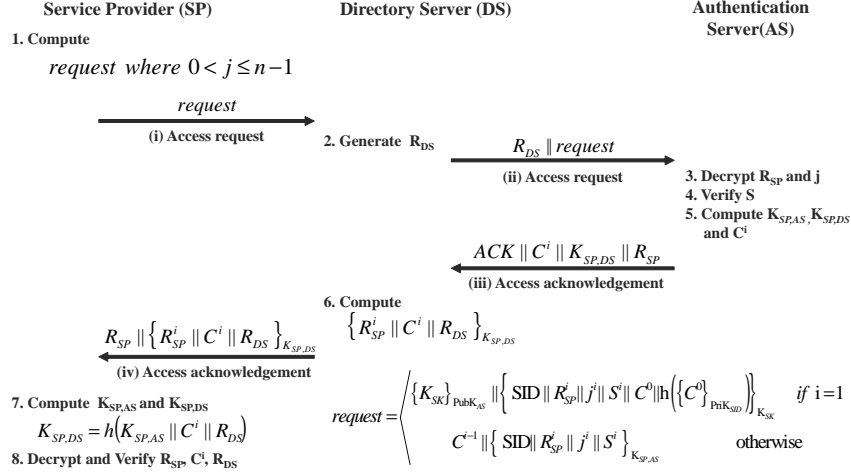 Service Provider (SP)
Directory Server (DS)
Authentication
Server(AS)
1. Compute
request where 0 < j ≤ n−1
request
(i) Access request
2. Generate R_DS
R_DS || request
(ii) Access request
3. Decrypt R_SP and j
4. Verify S
5. Compute K_SP,AS , K_SP,DS
and C^i
ACK || C^i || K_SP,DS || R_SP
(iii) Access acknowledgement
6. Compute
{ R^i_SP || C^i || R_DS }_K_SP,DS
R_SP || { R^i_SP || C^i || R_DS }_K_SP,DS
(iv) Access acknowledgement
7. Compute K_SP,AS and K_SP,DS
K_SP,DS = h(K_SP,AS || C^i || R_DS)
8. Decrypt and Verify R_SP, C^i, R_DS
request = {K_SK}_PubK_AS || { SID || R^i_SP || j^i || S^i || C^0 || h({C^0}_PriK_SID) }_K_SK if i=1
C^i−1 || { SID || R^i_SP || j^i || S^i }_K_SP,AS otherwise